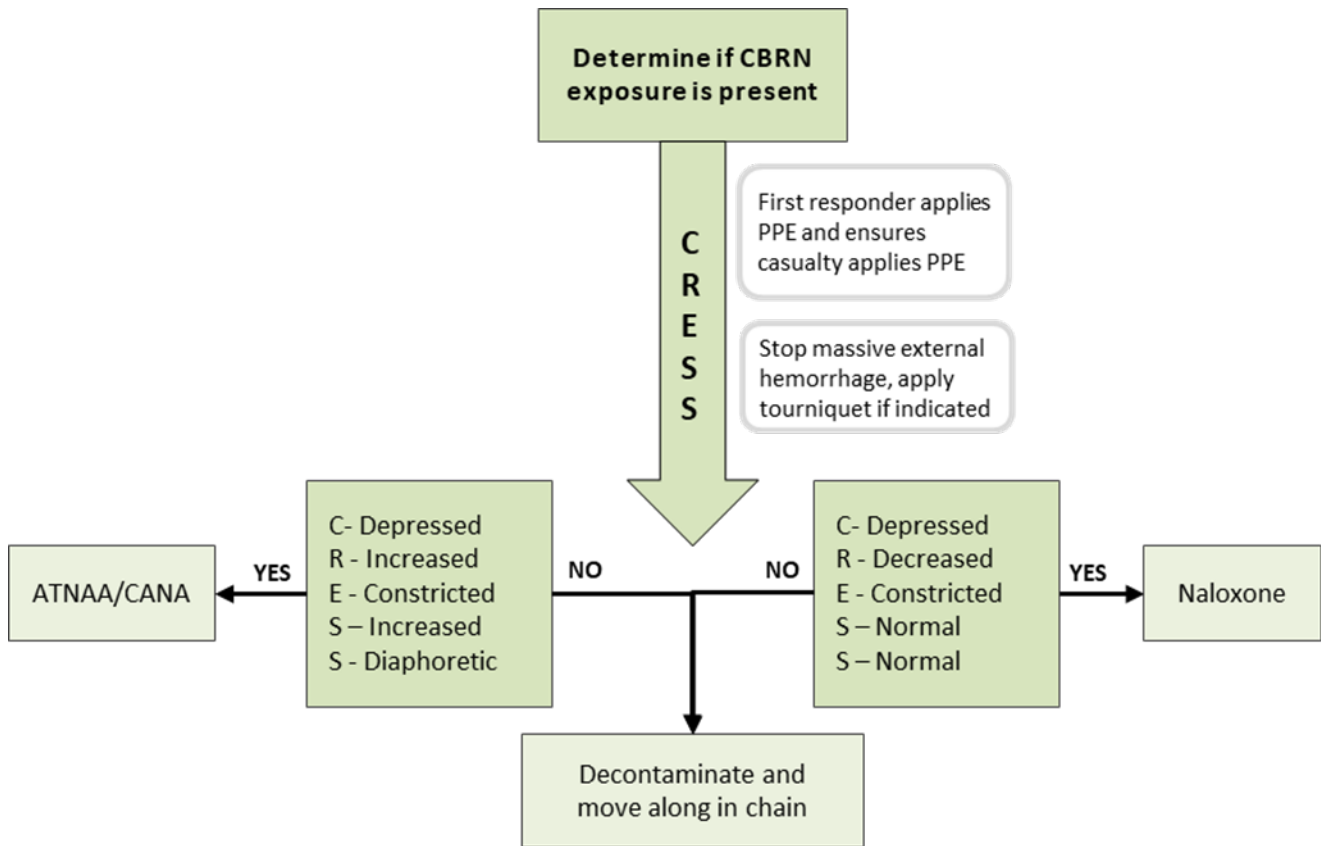 Determine if CBRN
exposure is present
First responder applies
PPE and ensures
casualty applies PPE
C
R
E
S
S
Stop massive external
hemorrhage, apply
tourniquet if indicated
ATNAA/CANA
YES
C- Depressed
R - Increased
E - Constricted
S – Increased
S - Diaphoretic
NO
NO
C- Depressed
R - Decreased
E - Constricted
S – Normal
S – Normal
YES
Naloxone
Decontaminate and
move along in chain